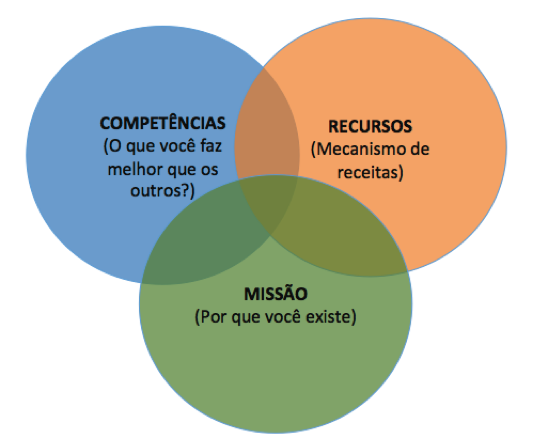 COMPETÊNCIAS
(O que você faz
melhor que os
outros?)
RECURSOS
(Mecanismo de
receitas)
MISSÃO
(Por que você existe)